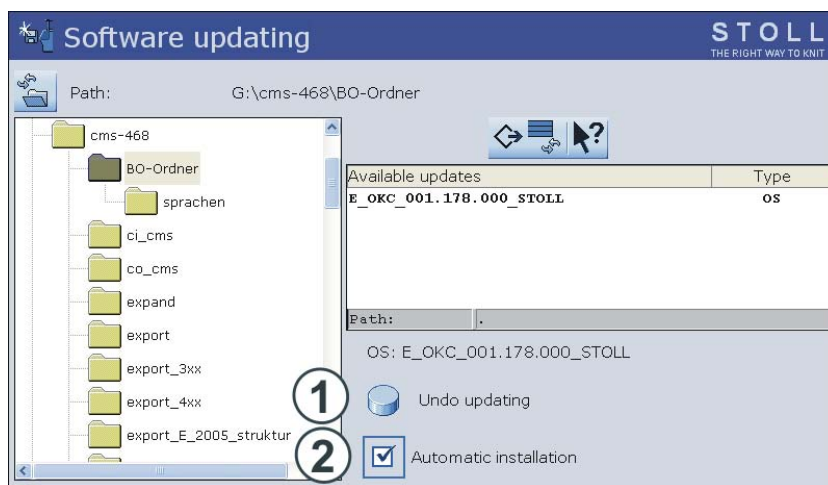 Software updating
STOLL
THE RIGHT WAY TO KNIT
Path: G:\cms-468\BO-Ordner
cms-468
BO-Ordner
sprachen
ci_cms
co_cms
expand
export
export_3xx
export_4xx
export_E_2005_struktur
?
Available updates Type
E_OKC_001.178.000_STOLL OS
Path: .
OS: E_OKC_001.178.000_STOLL
1 Undo updating
2 Automatic installation